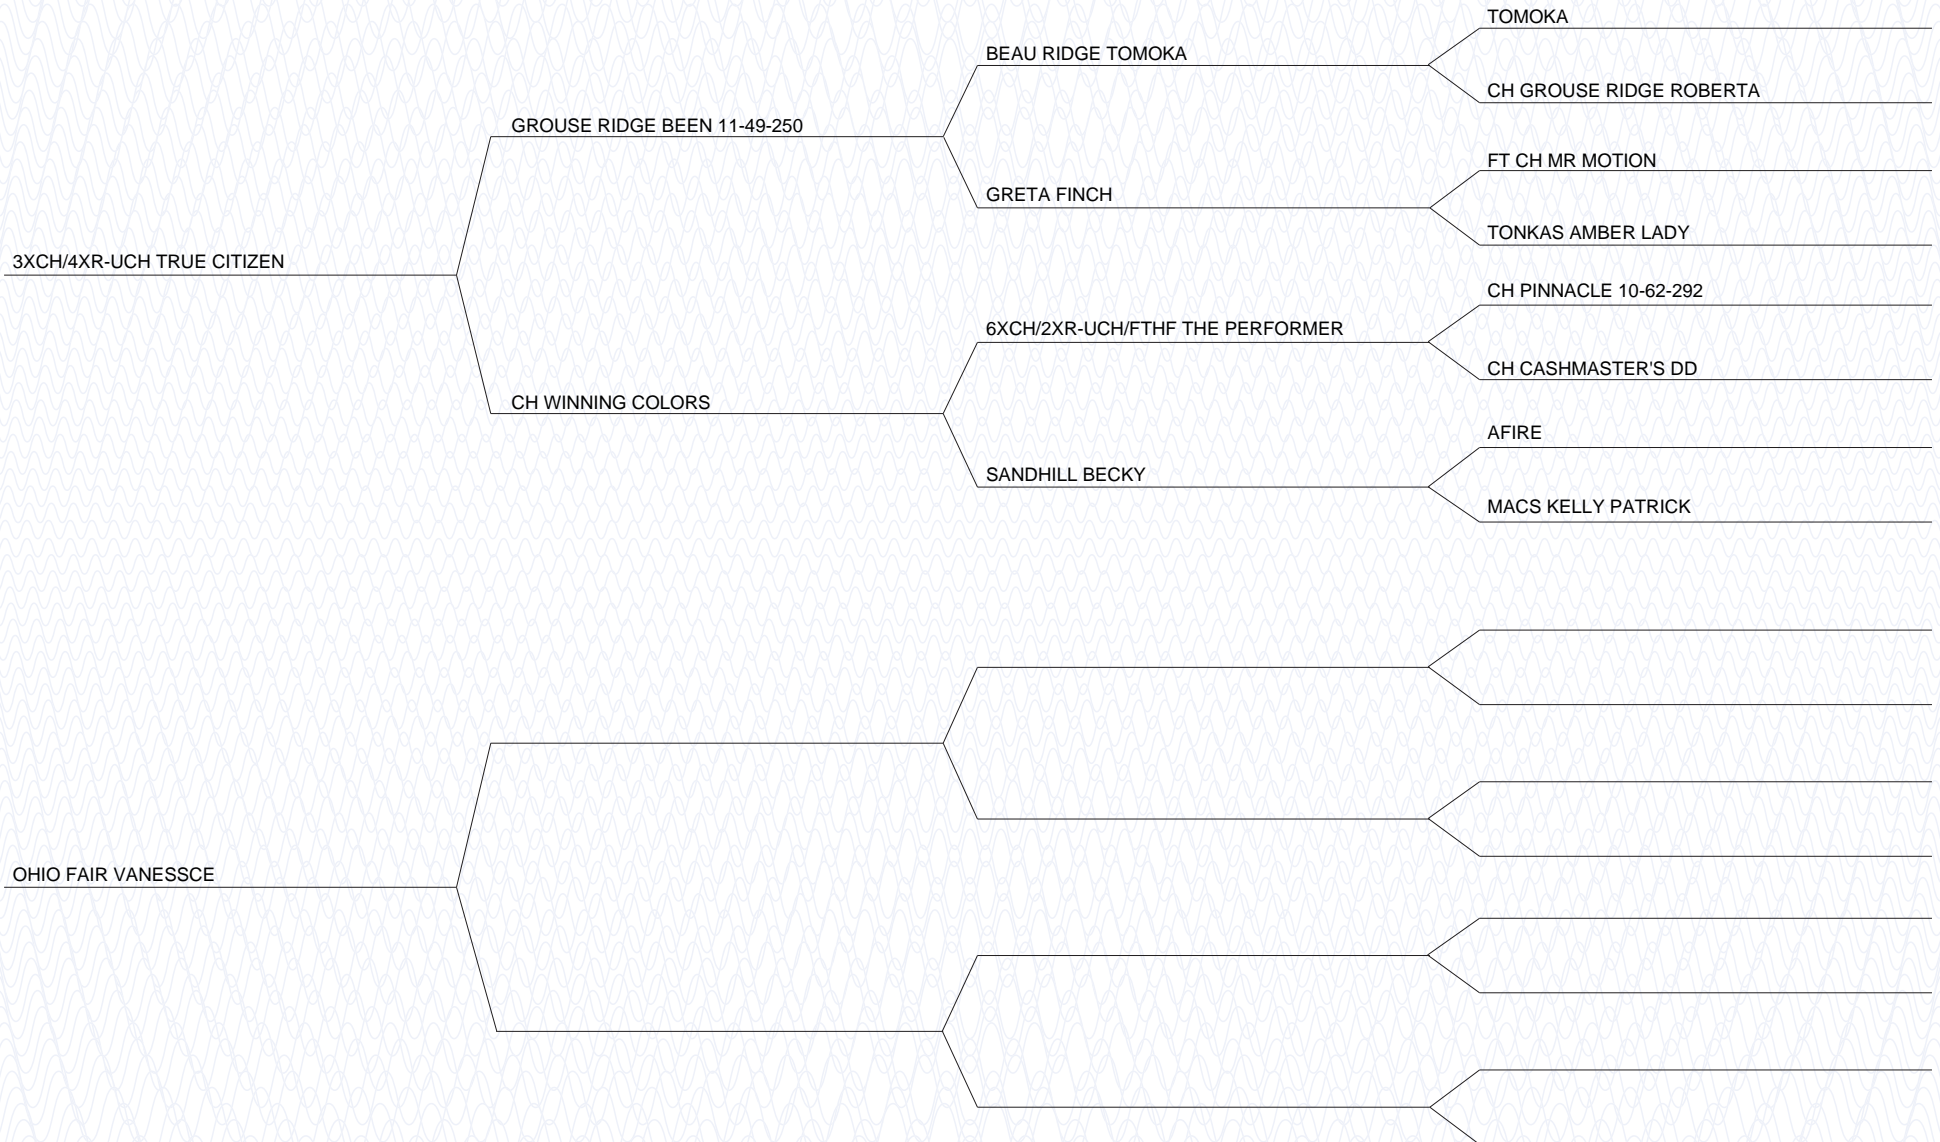 TOMOKA
BEAU RIDGE TOMOKA
CH GROUSE RIDGE ROBERTA
GROUSE RIDGE BEEN 11-49-250
FT CH MR MOTION
GRETA FINCH
TONKAS AMBER LADY
3XCH/4XR-UCH TRUE CITIZEN
CH PINNACLE 10-62-292
6XCH/2XR-UCH/FTHF THE PERFORMER
CH CASHMASTER'S DD
CH WINNING COLORS
AFIRE
SANDHILL BECKY
MACS KELLY PATRICK
OHIO FAIR VANESSCE